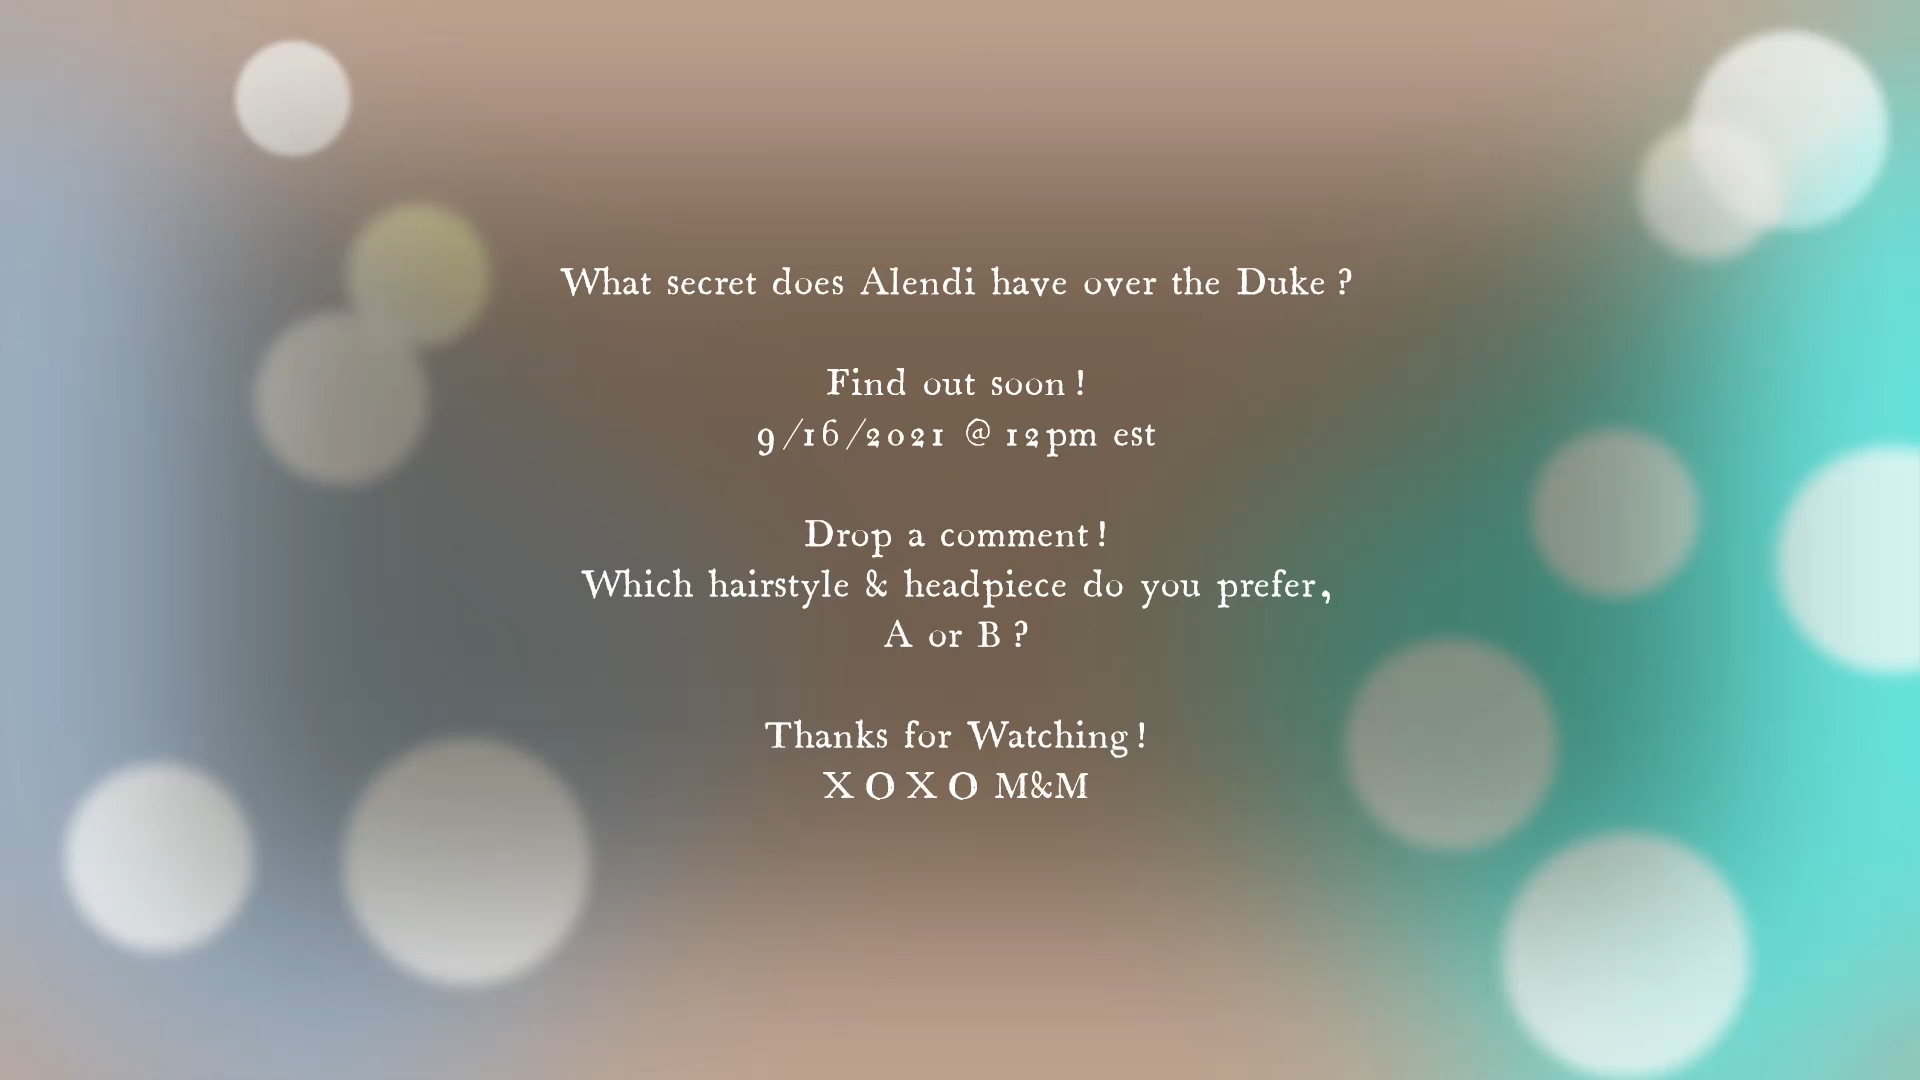 What secret does Alendi have over the Duke?
Find out soon!
9/16/2021 @ 12pm est
Drop a comment!
Which hairstyle & headpiece do you prefer,
A or B?
Thanks for Watching!
XOXO M&M